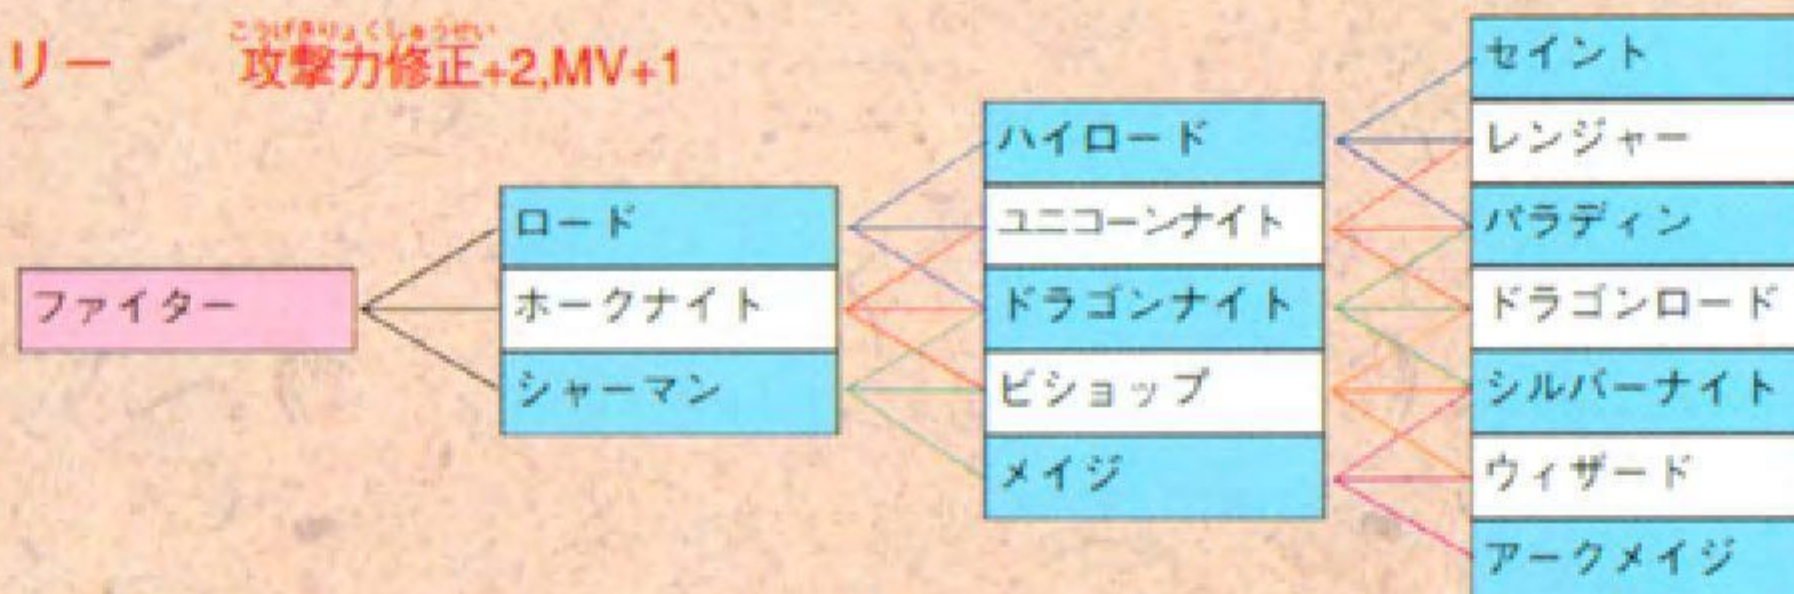 こうげきりょくしゅうせい
リー 攻撃力修正+2,MV+1
ファイター
ロード
ホークナイト
シャーマン
ハイロード
ユニコーンナイト
ドラゴンナイト
ビショップ
メイジ
セイント
レンジャー
パラディン
ドラゴンロード
シルバーナイト
ウィザード
アークメイジ